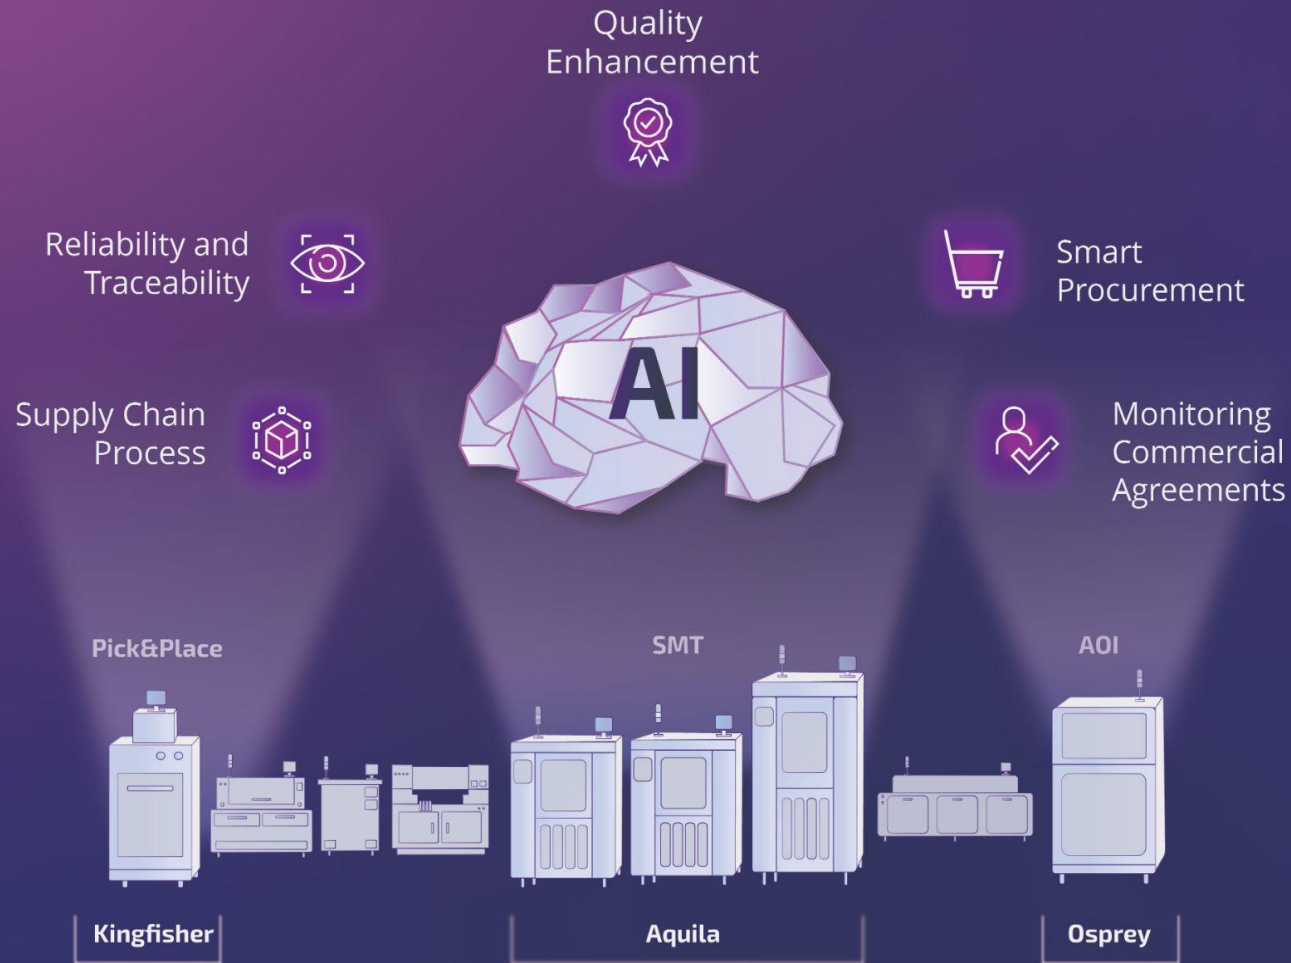 Quality
Enhancement
Reliability and
Traceability
Smart
Procurement
AI
Supply Chain
Process
Monitoring
Commercial
Agreements
Pick&Place
SMT
AOI
Kingfisher
Aquila
Osprey